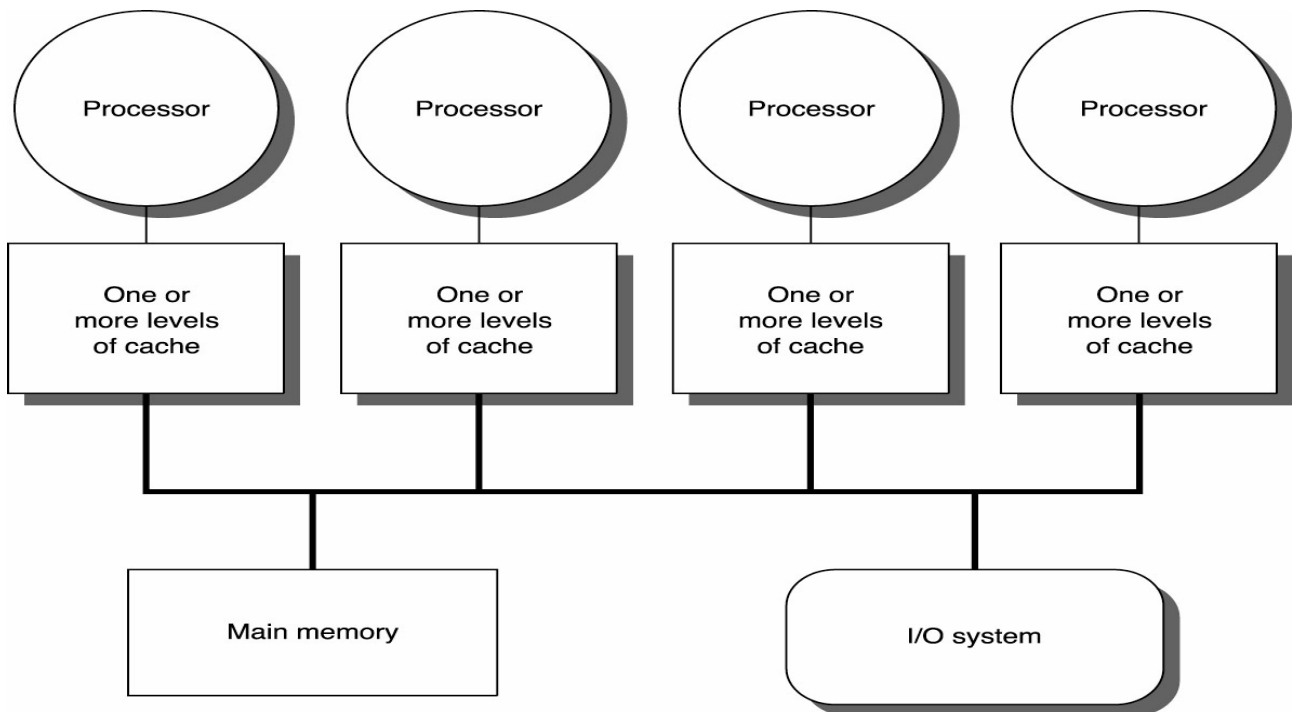 Processor
Processor
Processor
Processor
One or
more levels
of cache
One or
more levels
of cache
One or
more levels
of cache
One or
more levels
of cache
Main memory
I/O system